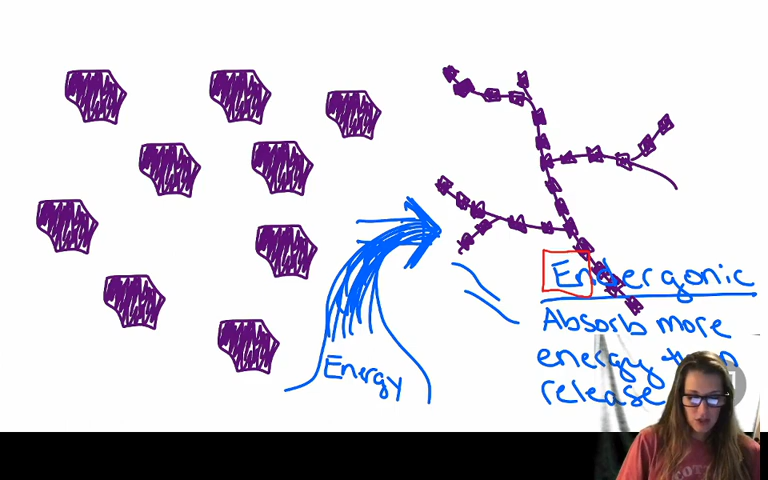 Endergonic
Absorb more
energy than
release
Energy